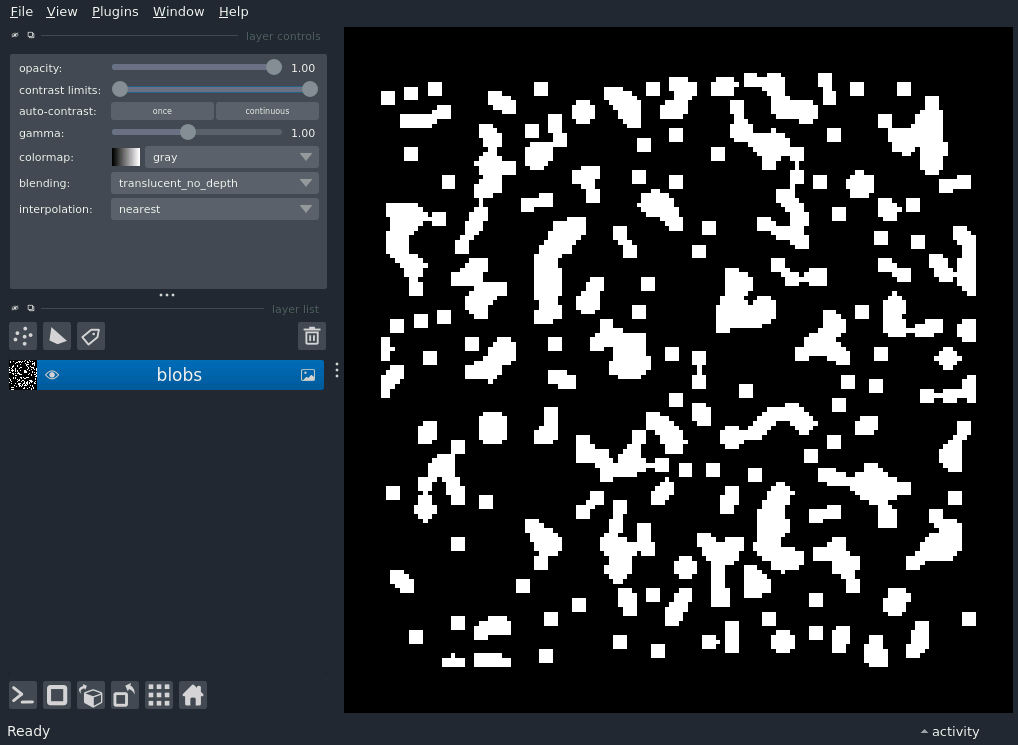 File View Plugins Window Help
layer controls
opacity: 1.00
contrast limits:
auto-contrast: once continuous
gamma: 1.00
colormap: gray
blending: translucent_no_depth
interpolation: nearest
layer list
blobs
Ready activity